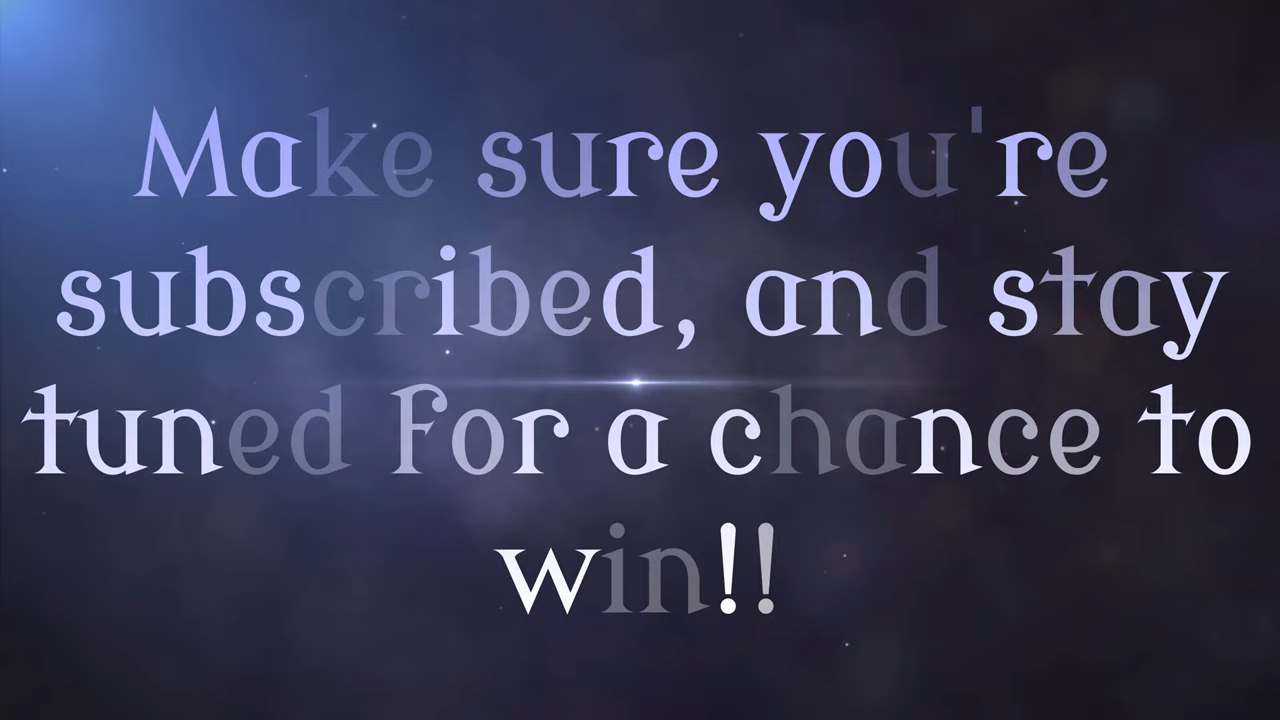 Make sure you're
subscribed, and stay
tuned for a chance to
win!!